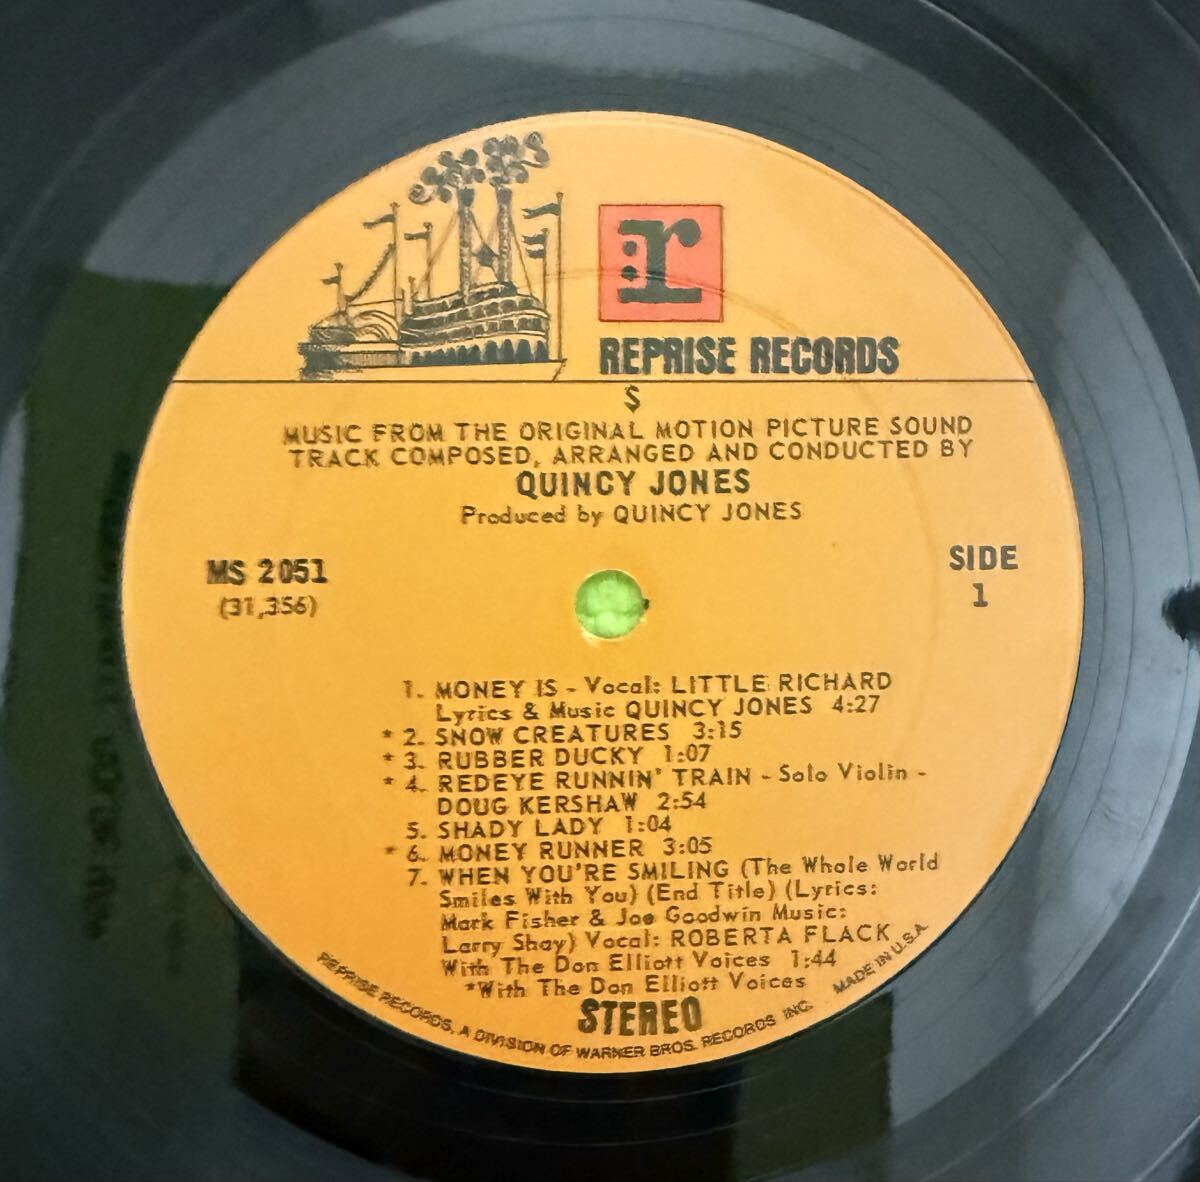 :r
REPRISE RECORDS
$
MUSIC FROM THE ORIGINAL MOTION PICTURE SOUND
TRACK COMPOSED, ARRANGED AND CONDUCTED BY
QUINCY JONES
Produced by QUINCY JONES
MS 2051
(31,356)
SIDE
1
1. MONEY IS - Vocal: LITTLE RICHARD
Lyrics & Music QUINCY JONES 4:27
* 2. SNOW CREATURES 3:15
* 3. RUBBER DUCKY 1:07
* 4. REDEYE RUNNIN' TRAIN - Solo Violin -
DOUG KERSHAW 2:54
5. SHADY LADY 1:04
* 6. MONEY RUNNER 3:05
7. WHEN YOU'RE SMILING (The Whole World
Smiles With You) (End Title) (Lyrics:
Mark Fisher & Joe Goodwin Music:
Larry Shay) Vocal: ROBERTA FLACK
With The Don Elliott Voices 1:44
*With The Don Elliott Voices
STEREO
REPRISE RECORDS, A DIVISION OF WARNER BROS. RECORDS INC. MADE IN U.S.A.